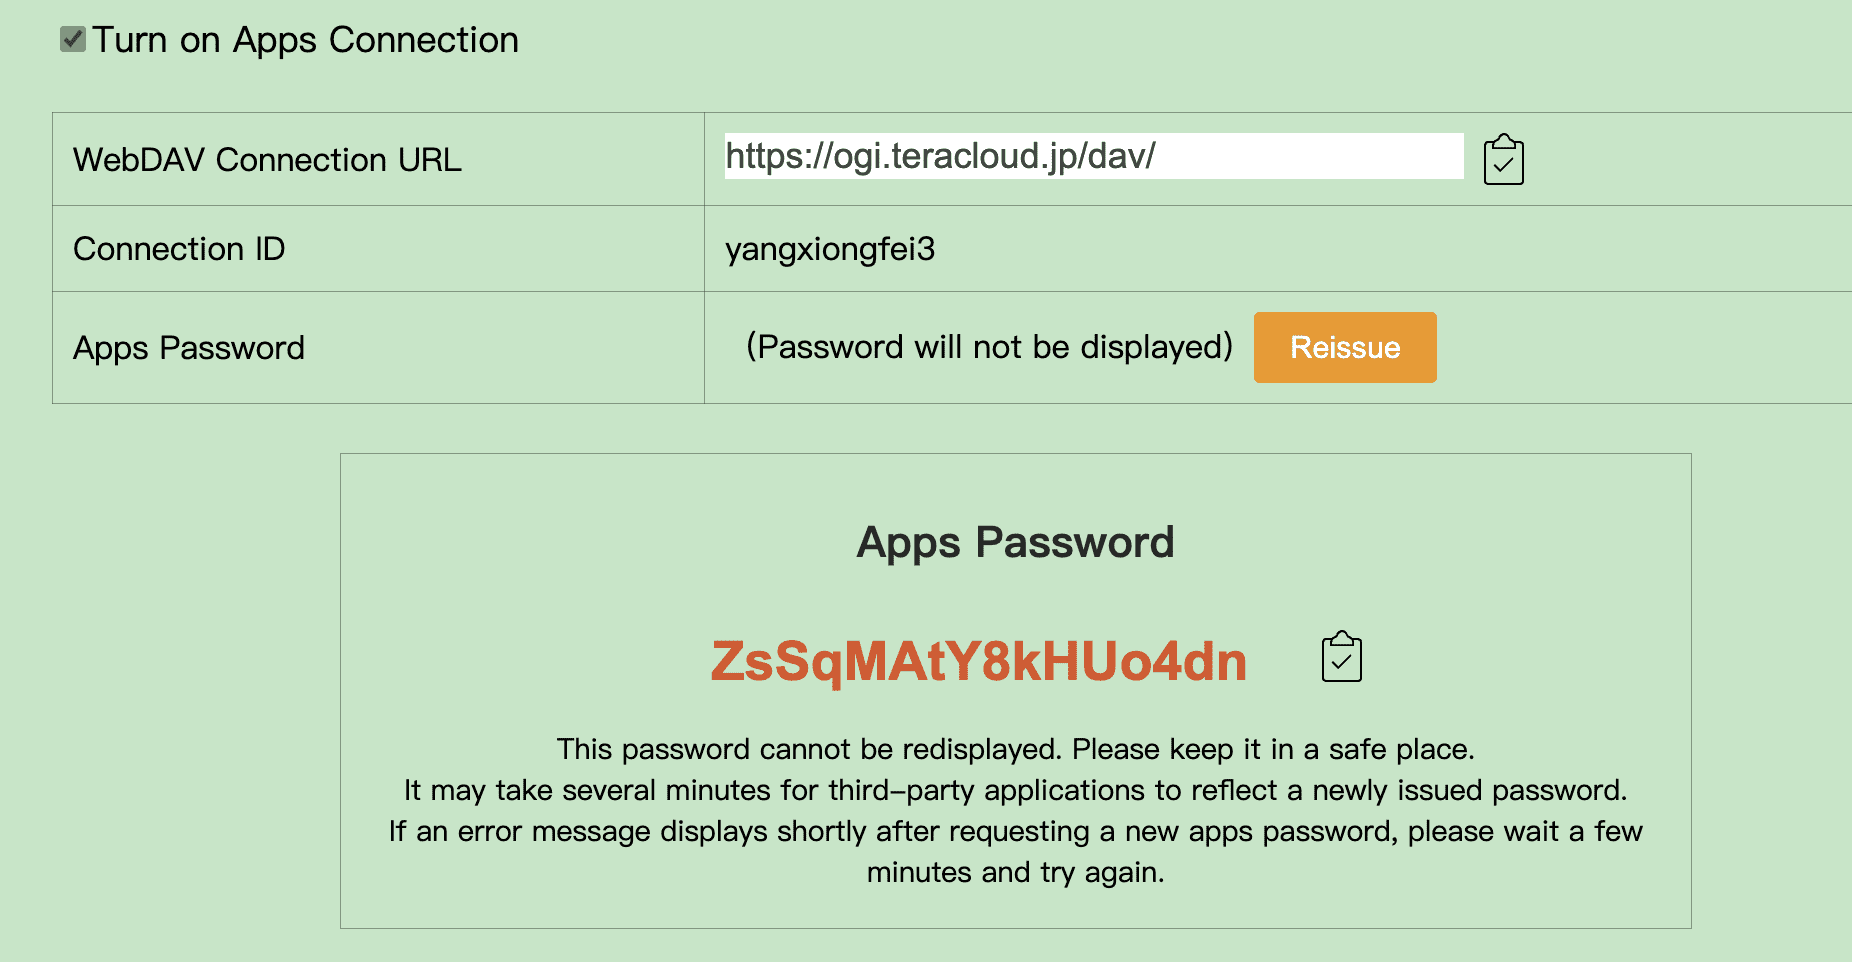 Turn on Apps Connection
WebDAV Connection URL
https://ogi.teracloud.jp/dav/
Connection ID
yangxiongfei3
Apps Password
(Password will not be displayed)
Reissue
Apps Password
ZsSqMAtY8kHUo4dn
This password cannot be redisplayed. Please keep it in a safe place.
It may take several minutes for third-party applications to reflect a newly issued password.
If an error message displays shortly after requesting a new apps password, please wait a few
minutes and try again.